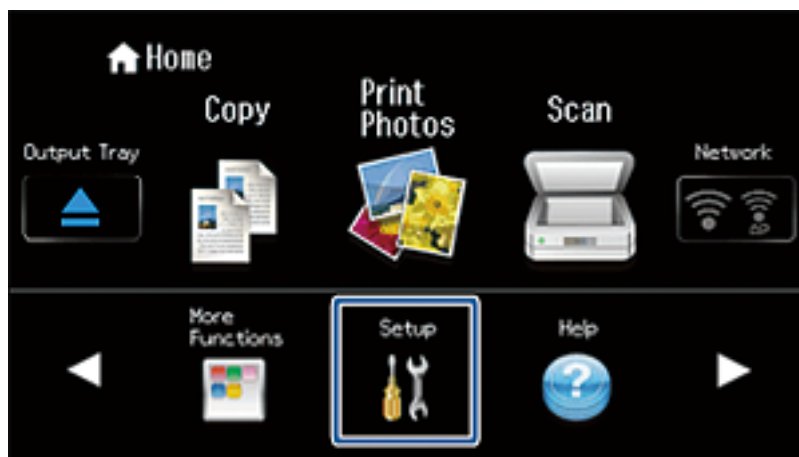 Home
Copy
Print
Photos
Scan
Output Tray
Network
More
Functions
Setup
Help
?